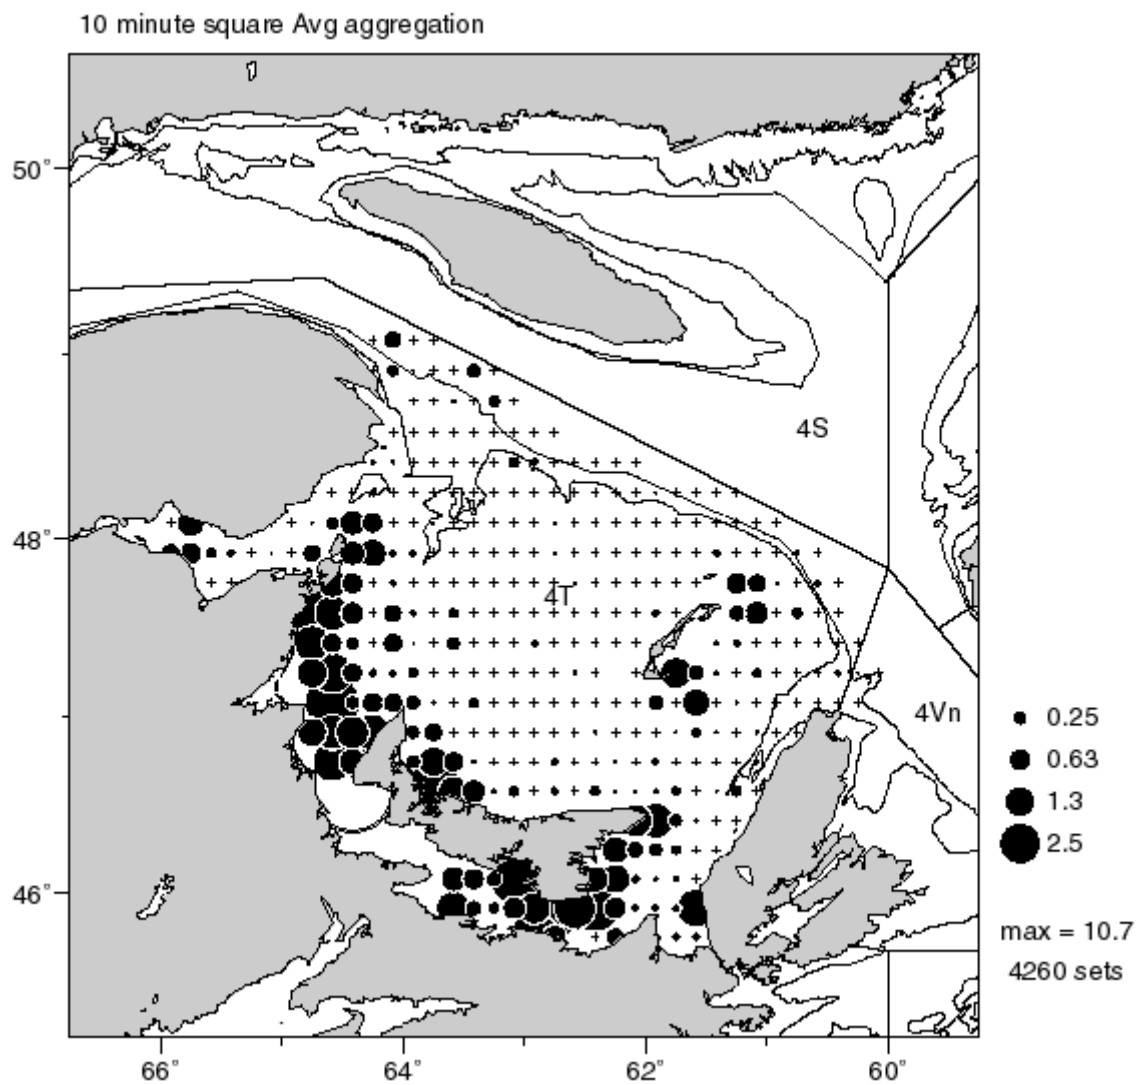 10 minute square Avg aggregation
50°
4S
48°
4T
4Vn
0.25
0.63
1.3
2.5
46°
max = 10.7
4260 sets
66° 64° 62° 60°